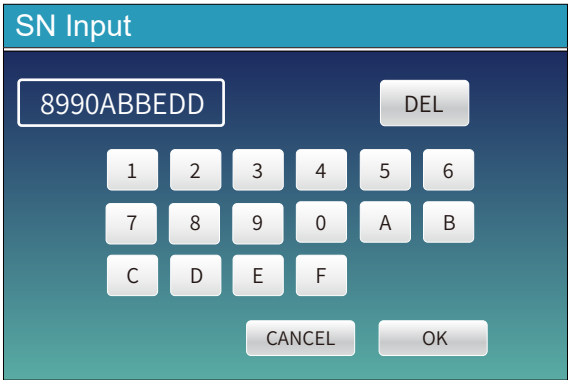 SN Input
8990ABBEDD DEL
1 2 3 4 5 6
7 8 9 0 A B
C D E F
CANCEL OK